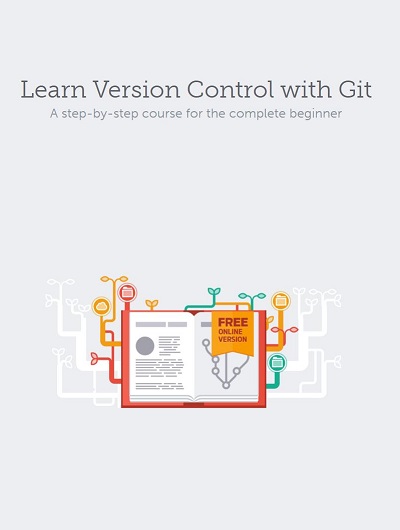 Learn Version Control with Git
A step-by-step course for the complete beginner
FREE
ONLINE
VERSION